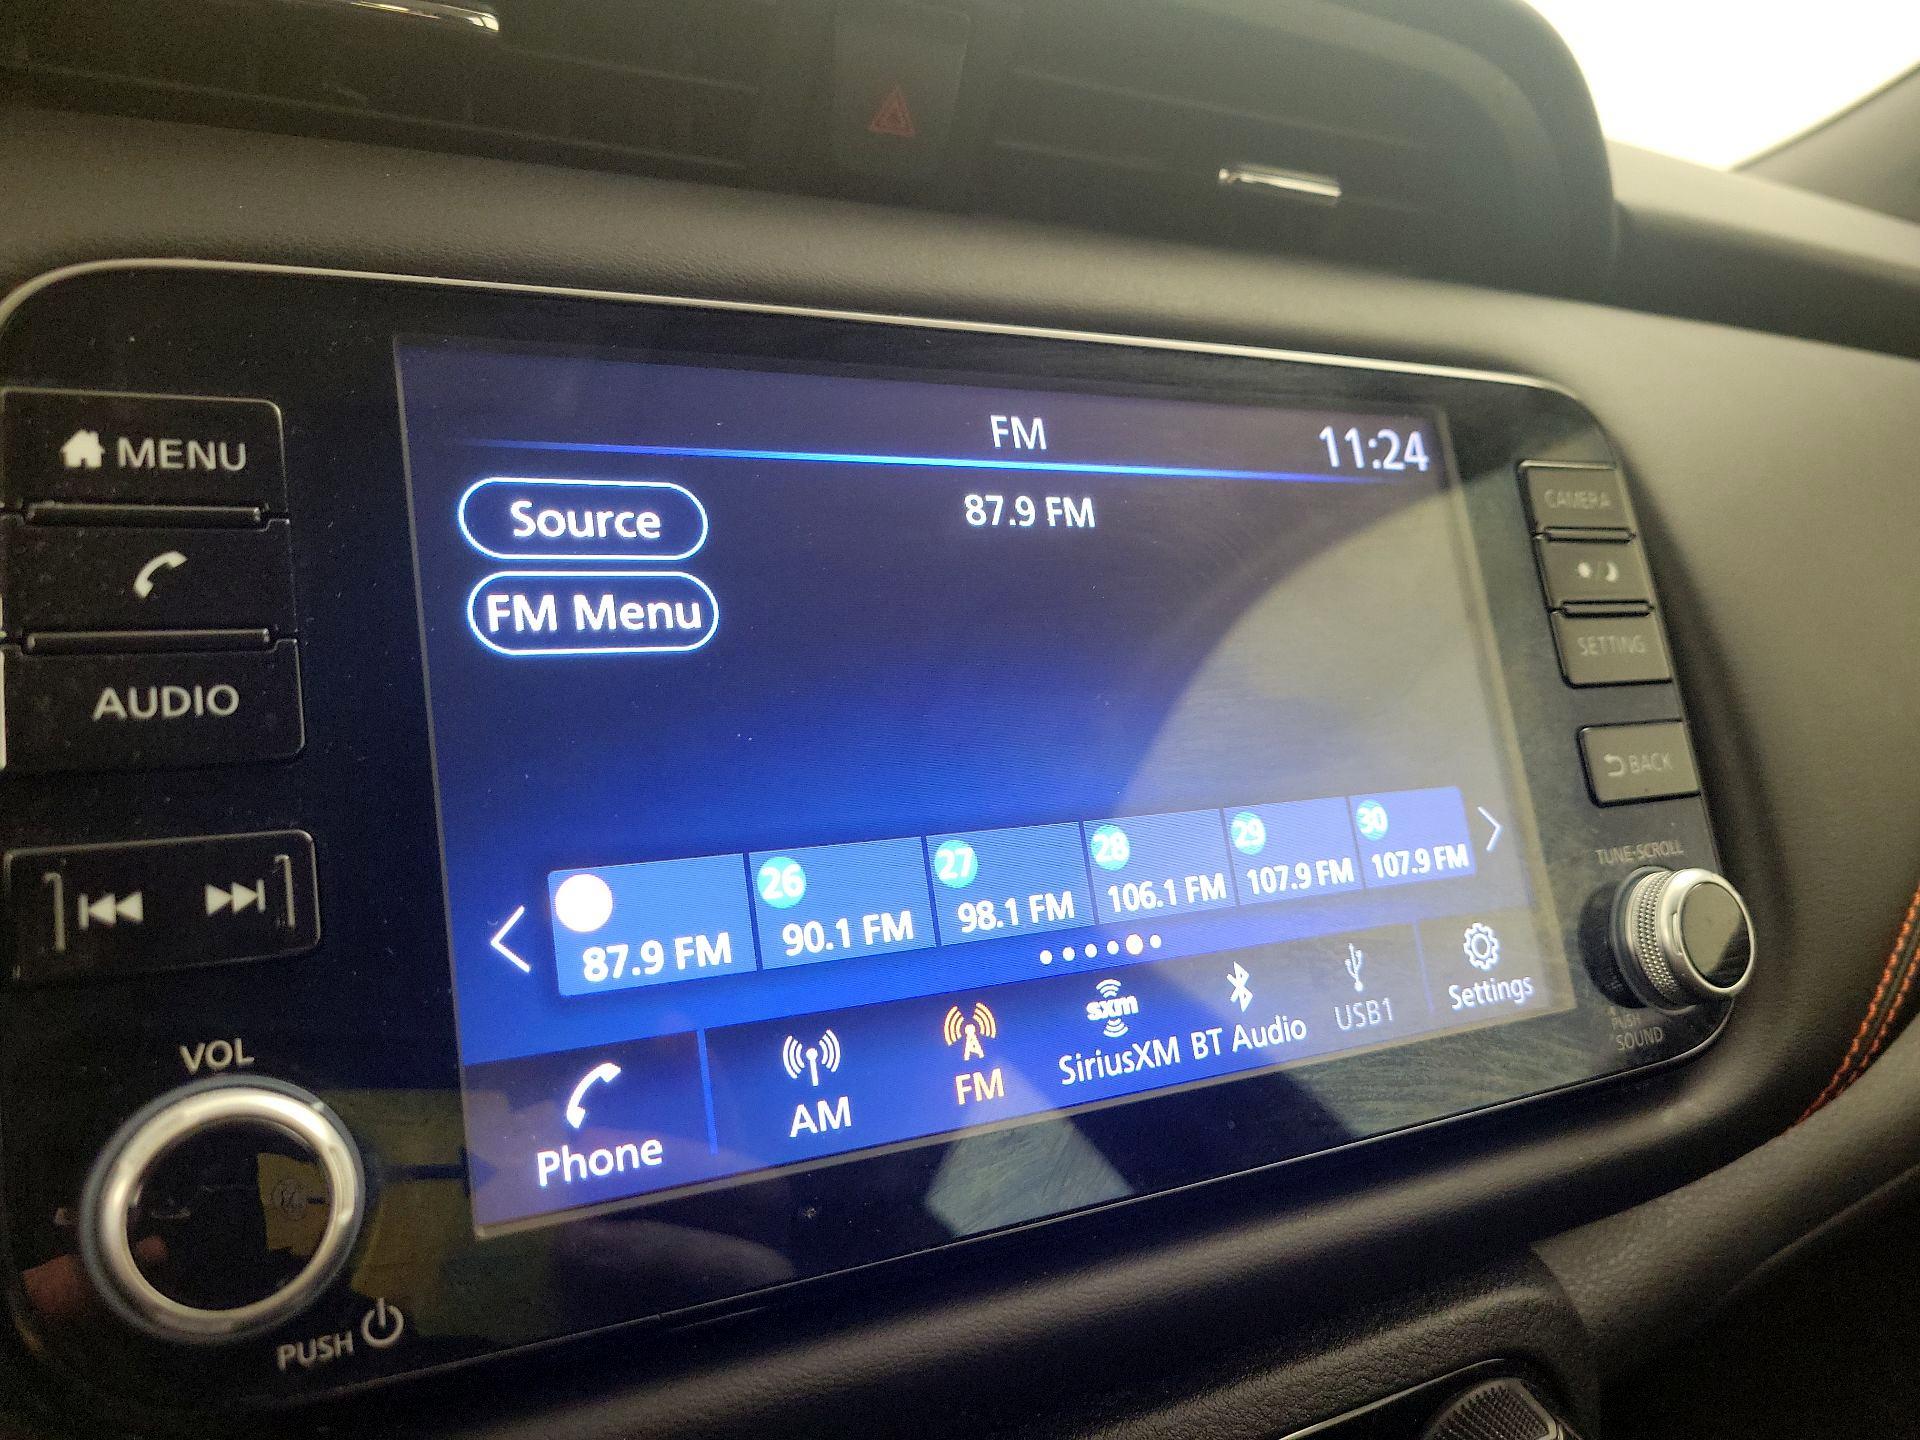 FM
11:24
MENU
Source
87.9 FM
CAMERA
FM Menu
SETTING
AUDIO
BACK
26
27
28
29
30
87.9 FM
90.1 FM
98.1 FM
106.1 FM
107.9 FM
107.9 FM
TUNE·SCROLL
PUSH
SOUND
VOL
Phone
AM
FM
sxm
SiriusXM
BT Audio
USB1
Settings
PUSH